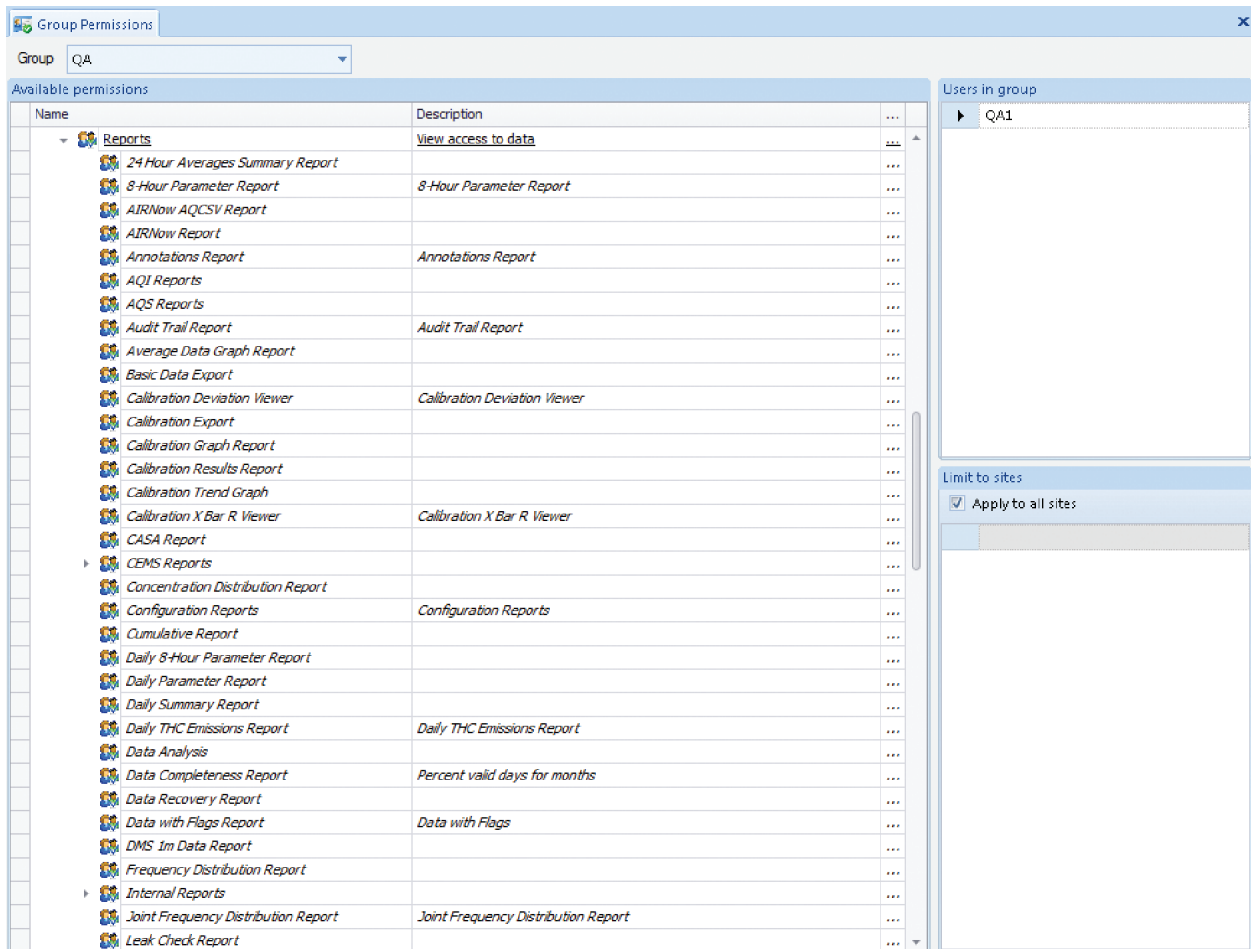 Group Permissions
Group QA
Available permissions
Name Description ...
Reports View access to data ...
24 Hour Averages Summary Report ...
8-Hour Parameter Report 8-Hour Parameter Report ...
AIRNow AQCSV Report ...
AIRNow Report ...
Annotations Report Annotations Report ...
AQI Reports ...
AQS Reports ...
Audit Trail Report Audit Trail Report ...
Average Data Graph Report ...
Basic Data Export ...
Calibration Deviation Viewer Calibration Deviation Viewer ...
Calibration Export ...
Calibration Graph Report ...
Calibration Results Report ...
Calibration Trend Graph ...
Calibration X Bar R Viewer Calibration X Bar R Viewer ...
CASA Report ...
CEMS Reports ...
Concentration Distribution Report ...
Configuration Reports Configuration Reports ...
Cumulative Report ...
Daily 8-Hour Parameter Report ...
Daily Parameter Report ...
Daily Summary Report ...
Daily THC Emissions Report Daily THC Emissions Report ...
Data Analysis ...
Data Completeness Report Percent valid days for months ...
Data Recovery Report ...
Data with Flags Report Data with Flags ...
DMS 1m Data Report ...
Frequency Distribution Report ...
Internal Reports ...
Joint Frequency Distribution Report Joint Frequency Distribution Report ...
Leak Check Report ...
Users in group
QA1
Limit to sites
Apply to all sites